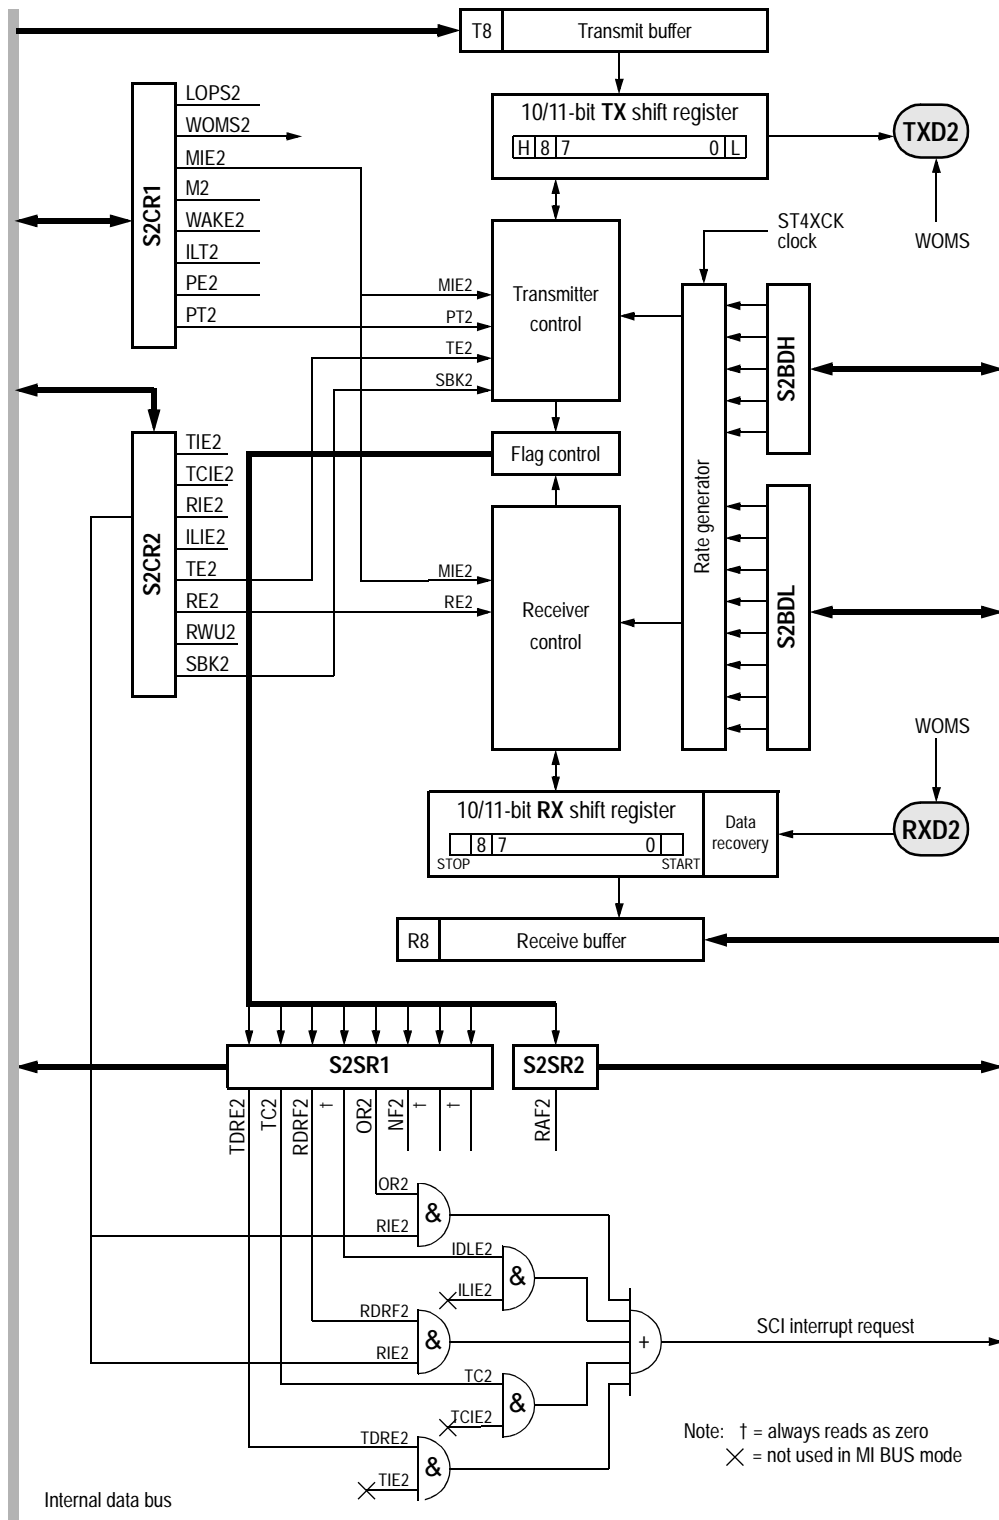 T8 Transmit buffer
10/11-bit TX shift register
H 8 7 0 L
TXD2
WOMS
S2CR1
LOPS2
WOMS2
MIE2
M2
WAKE2
ILT2
PE2
PT2
ST4XCK
clock
MIE2
PT2
TE2
SBK2
Transmitter
control
Rate generator
S2BDH
S2CR2
TIE2
TCIE2
RIE2
ILIE2
TE2
RE2
RWU2
SBK2
Flag control
MIE2
RE2
Receiver
control
S2BDL
WOMS
RXD2
10/11-bit RX shift register
8 7 0
STOP START
Data
recovery
R8 Receive buffer
S2SR1
S2SR2
TDRE2
TC2
RDRF2
†
OR2
NF2
†
†
RAF2
OR2
RIE2
&
IDLE2
ILIE2
&
RDRF2
RIE2
&
TC2
TCIE2
&
TDRE2
TIE2
&
+
SCI interrupt request
Note: † = always reads as zero
= not used in MI BUS mode
Internal data bus